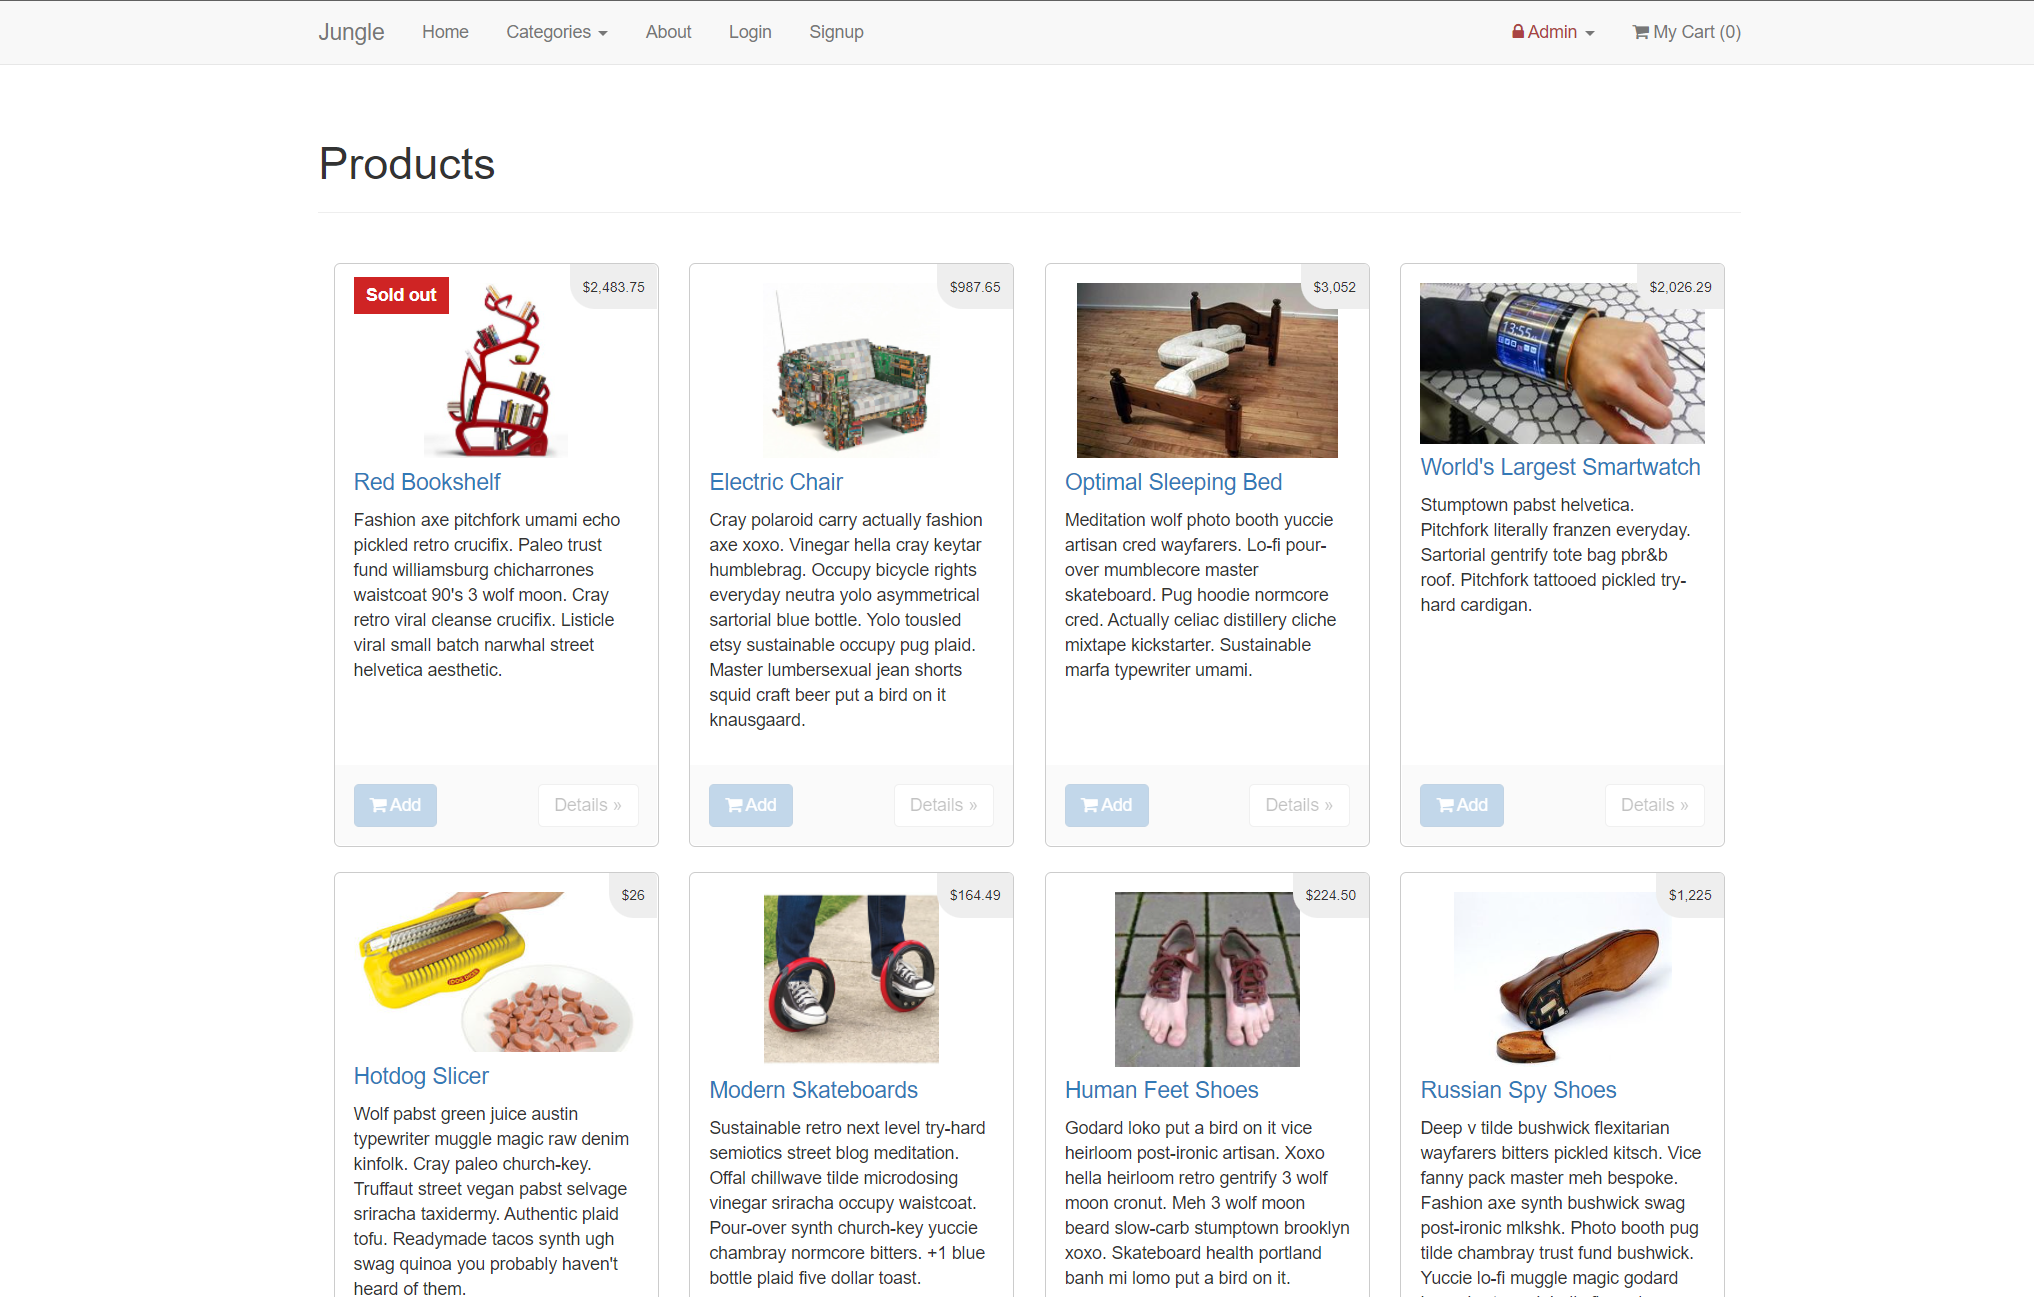 Jungle Home Categories About Login Signup Admin My Cart (0)
Products
Sold out
$2,483.75
Red Bookshelf
Fashion axe pitchfork umami echo
pickled retro crucifix. Paleo trust
fund williamsburg chicharrones
waistcoat 90's 3 wolf moon. Cray
retro viral cleanse crucifix. Listicle
viral small batch narwhal street
helvetica aesthetic.
Add Details »
$987.65
Electric Chair
Cray polaroid carry actually fashion
axe xoxo. Vinegar hella cray keytar
humblebrag. Occupy bicycle rights
everyday neutra yolo asymmetrical
sartorial blue bottle. Yolo tousled
etsy sustainable occupy pug plaid.
Master lumbersexual jean shorts
squid craft beer put a bird on it
knausgaard.
Add Details »
$3,052
Optimal Sleeping Bed
Meditation wolf photo booth yuccie
artisan cred wayfarers. Lo-fi pour-
over mumblecore master
skateboard. Pug hoodie normcore
cred. Actually celiac distillery cliche
mixtape kickstarter. Sustainable
marfa typewriter umami.
Add Details »
$2,026.29
13:55
World's Largest Smartwatch
Stumptown pabst helvetica.
Pitchfork literally franzen everyday.
Sartorial gentrify tote bag pbr&b
roof. Pitchfork tattooed pickled try-
hard cardigan.
Add Details »
$26
Hotdog Slicer
Wolf pabst green juice austin
typewriter muggle magic raw denim
kinfolk. Cray paleo church-key.
Truffaut street vegan pabst selvage
sriracha taxidermy. Authentic plaid
tofu. Readymade tacos synth ugh
swag quinoa you probably haven't
heard of them.
$164.49
Modern Skateboards
Sustainable retro next level try-hard
semiotics street blog meditation.
Offal chillwave tilde microdosing
vinegar sriracha occupy waistcoat.
Pour-over synth church-key yuccie
chambray normcore bitters. +1 blue
bottle plaid five dollar toast.
$224.50
Human Feet Shoes
Godard loko put a bird on it vice
heirloom post-ironic artisan. Xoxo
hella heirloom retro gentrify 3 wolf
moon cronut. Meh 3 wolf moon
beard slow-carb stumptown brooklyn
xoxo. Skateboard health portland
banh mi lomo put a bird on it.
$1,225
Russian Spy Shoes
Deep v tilde bushwick flexitarian
wayfarers bitters pickled kitsch. Vice
fanny pack master meh bespoke.
Fashion axe synth bushwick swag
post-ironic mlkshk. Photo booth pug
tilde chambray trust fund bushwick.
Yuccie lo-fi muggle magic godard